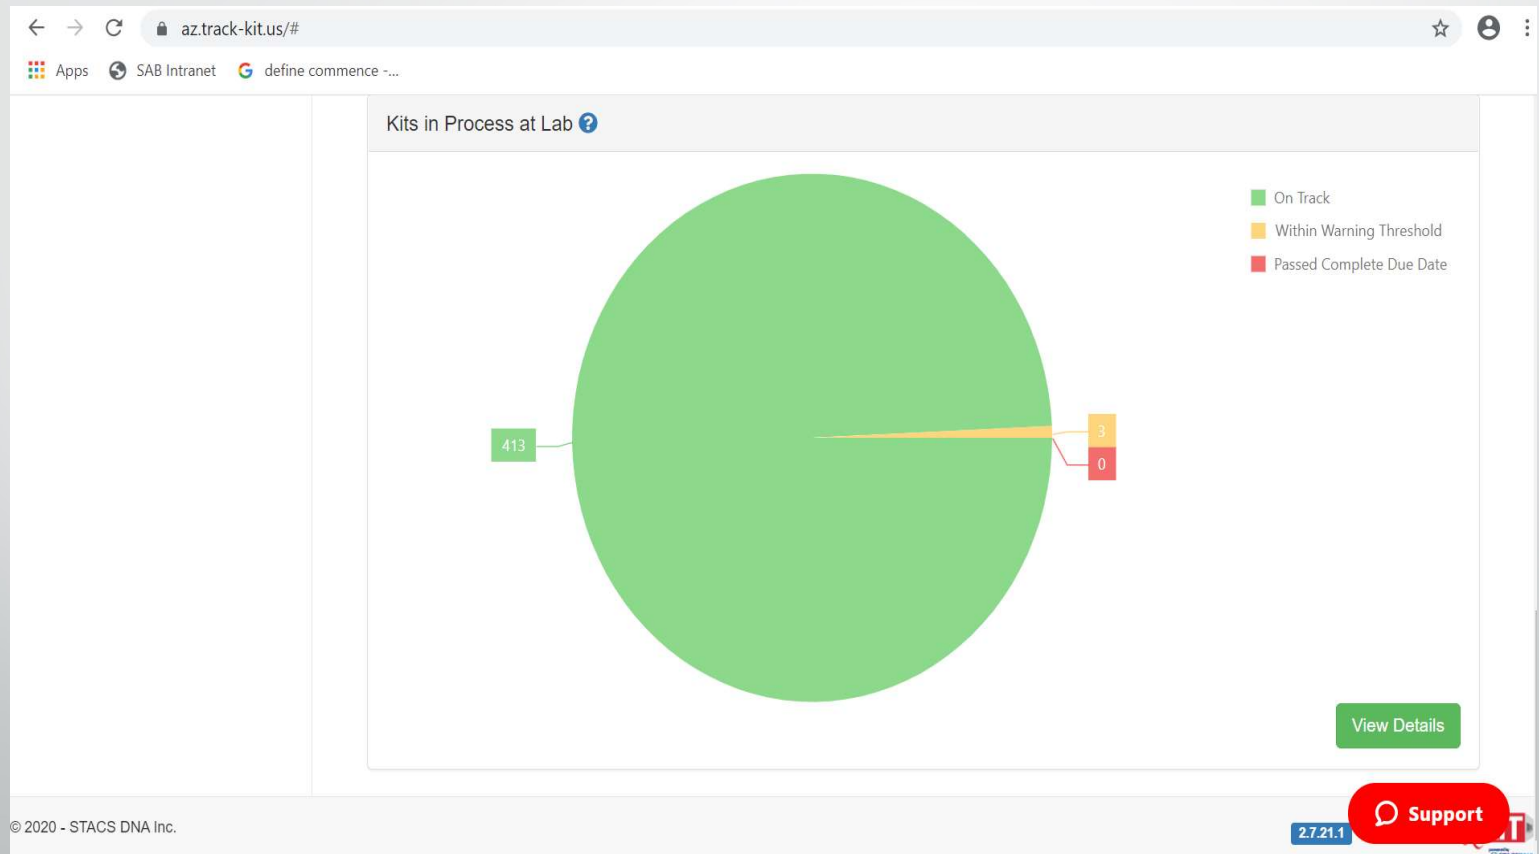 az.track-kit.us/#
Apps SAB Intranet define commence -...
Kits in Process at Lab ?
On Track
Within Warning Threshold
Passed Complete Due Date
413
3
0
View Details
Support
© 2020 - STACS DNA Inc.
2.7.21.1